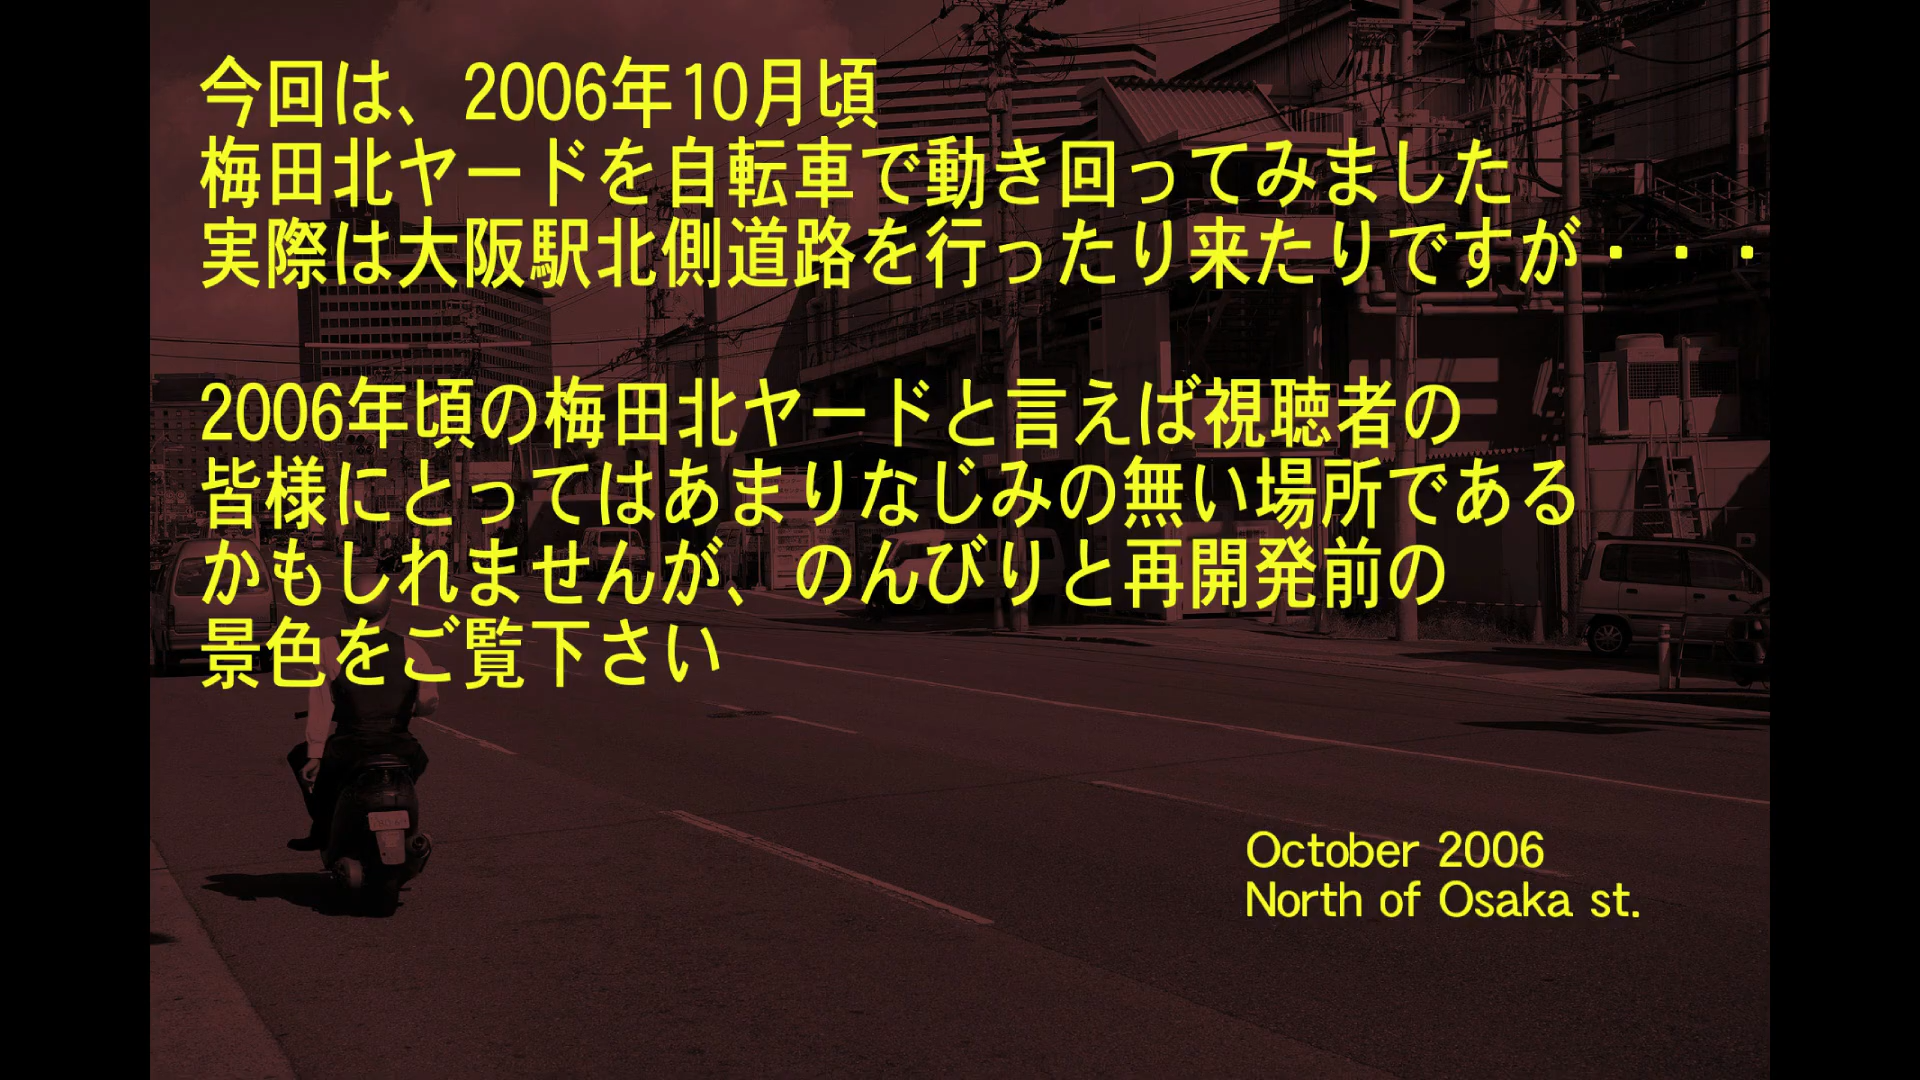 今回は、2006年10月頃
梅田北ヤードを自転車で動き回ってみました
実際は大阪駅北側道路を行ったり来たりですが・・・
2006年頃の梅田北ヤードと言えば視聴者の
皆様にとってはあまりなじみの無い場所である
かもしれませんが、のんびりと再開発前の
景色をご覧下さい
October 2006
North of Osaka st.